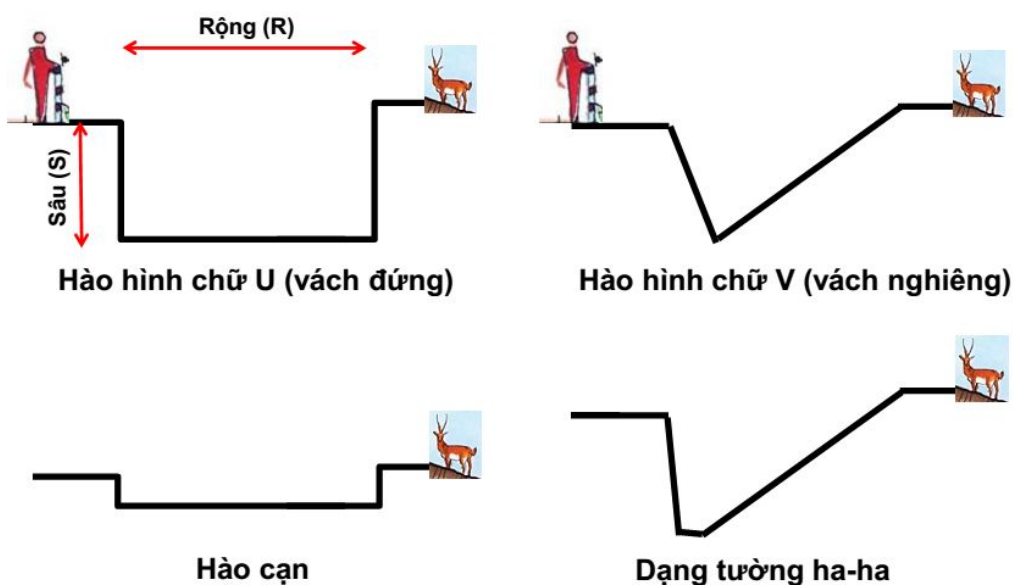 Rộng (R)
Sâu (S)
Hào hình chữ U (vách đứng)
Hào hình chữ V (vách nghiêng)
Hào cạn
Dạng tường ha-ha